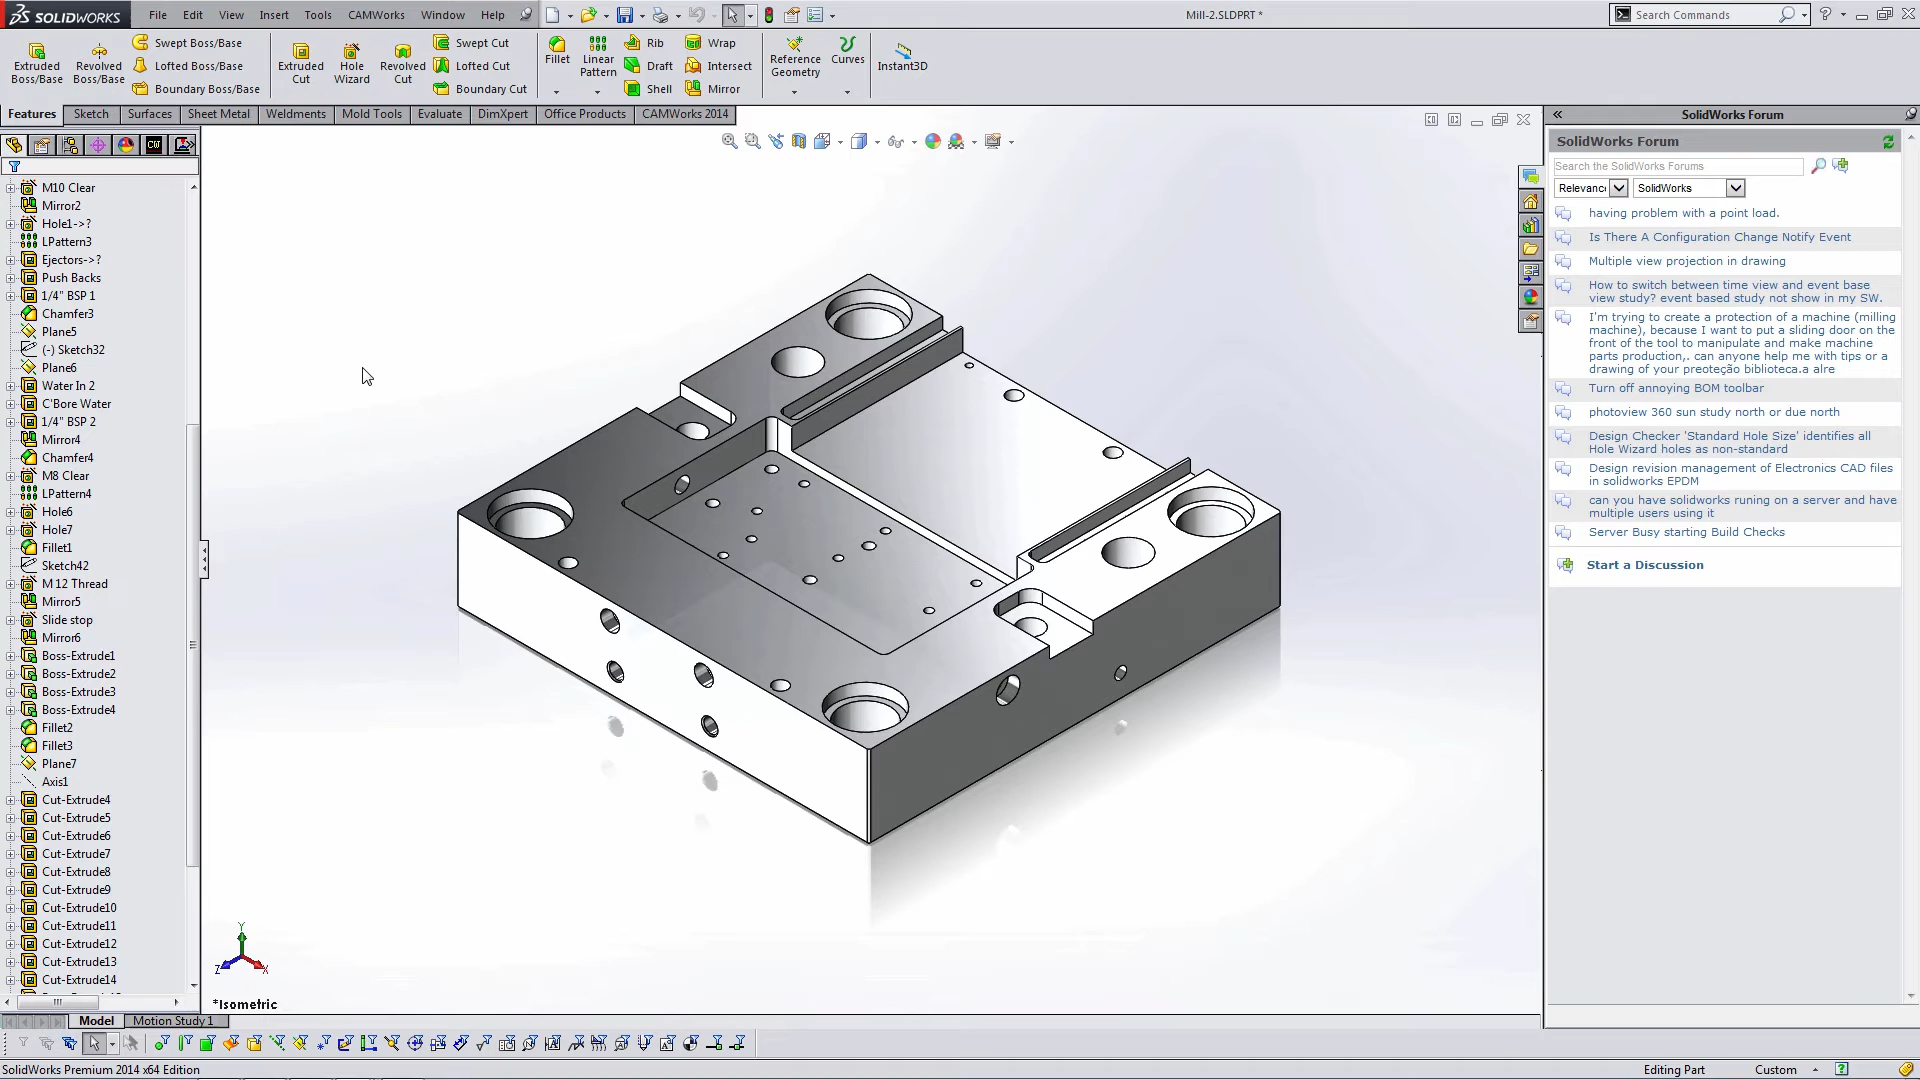 SOLIDWORKS
File Edit View Insert Tools CAMWorks Window Help
Mill-2.SLDPRT *
Search Commands
Extruded Boss/Base
Revolved Boss/Base
Swept Boss/Base
Lofted Boss/Base
Boundary Boss/Base
Extruded Cut
Hole Wizard
Revolved Cut
Swept Cut
Lofted Cut
Boundary Cut
Fillet
Linear Pattern
Rib
Draft
Shell
Wrap
Intersect
Mirror
Reference Geometry
Curves
Instant3D
Features Sketch Surfaces Sheet Metal Weldments Mold Tools Evaluate DimXpert Office Products CAMWorks 2014
CW
M10 Clear
Mirror2
Hole1->?
LPattern3
Ejectors->?
Push Backs
1/4" BSP 1
Chamfer3
Plane5
(-) Sketch32
Plane6
Water In 2
C'Bore Water
1/4" BSP 2
Mirror4
Chamfer4
M8 Clear
LPattern4
Hole6
Hole7
Fillet1
Sketch42
M 12 Thread
Mirror5
Slide stop
Mirror6
Boss-Extrude1
Boss-Extrude2
Boss-Extrude3
Boss-Extrude4
Fillet2
Fillet3
Plane7
Axis1
Cut-Extrude4
Cut-Extrude5
Cut-Extrude6
Cut-Extrude7
Cut-Extrude8
Cut-Extrude9
Cut-Extrude10
Cut-Extrude11
Cut-Extrude12
Cut-Extrude13
Cut-Extrude14
Y
Z
X
*Isometric
Model Motion Study 1
SolidWorks Premium 2014 x64 Edition
Editing Part
Custom
SolidWorks Forum
SolidWorks Forum
Search the SolidWorks Forums
Relevanc
SolidWorks
having problem with a point load.
Is There A Configuration Change Notify Event
Multiple view projection in drawing
How to switch between time view and event base
view study? event based study not show in my SW.
I'm trying to create a protection of a machine (milling
machine), because I want to put a sliding door on the
front of the tool to manipulate and make machine
parts production,. can anyone help me with tips or a
drawing of your preoteção biblioteca.a alre
Turn off annoying BOM toolbar
photoview 360 sun study north or due north
Design Checker 'Standard Hole Size' identifies all
Hole Wizard holes as non-standard
Design revision management of Electronics CAD files
in solidworks EPDM
can you have solidworks runing on a server and have
multiple users using it
Server Busy starting Build Checks
Start a Discussion